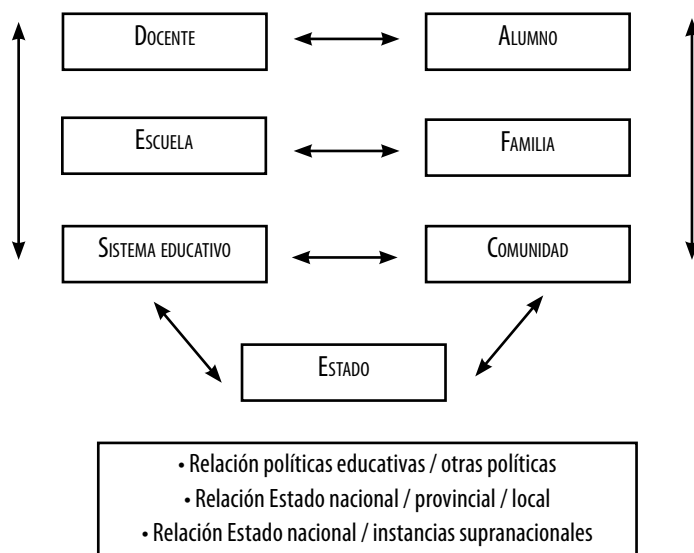 Docente
Alumno
Escuela
Familia
Sistema educativo
Comunidad
Estado
• Relación políticas educativas / otras políticas
• Relación Estado nacional / provincial / local
• Relación Estado nacional / instancias supranacionales